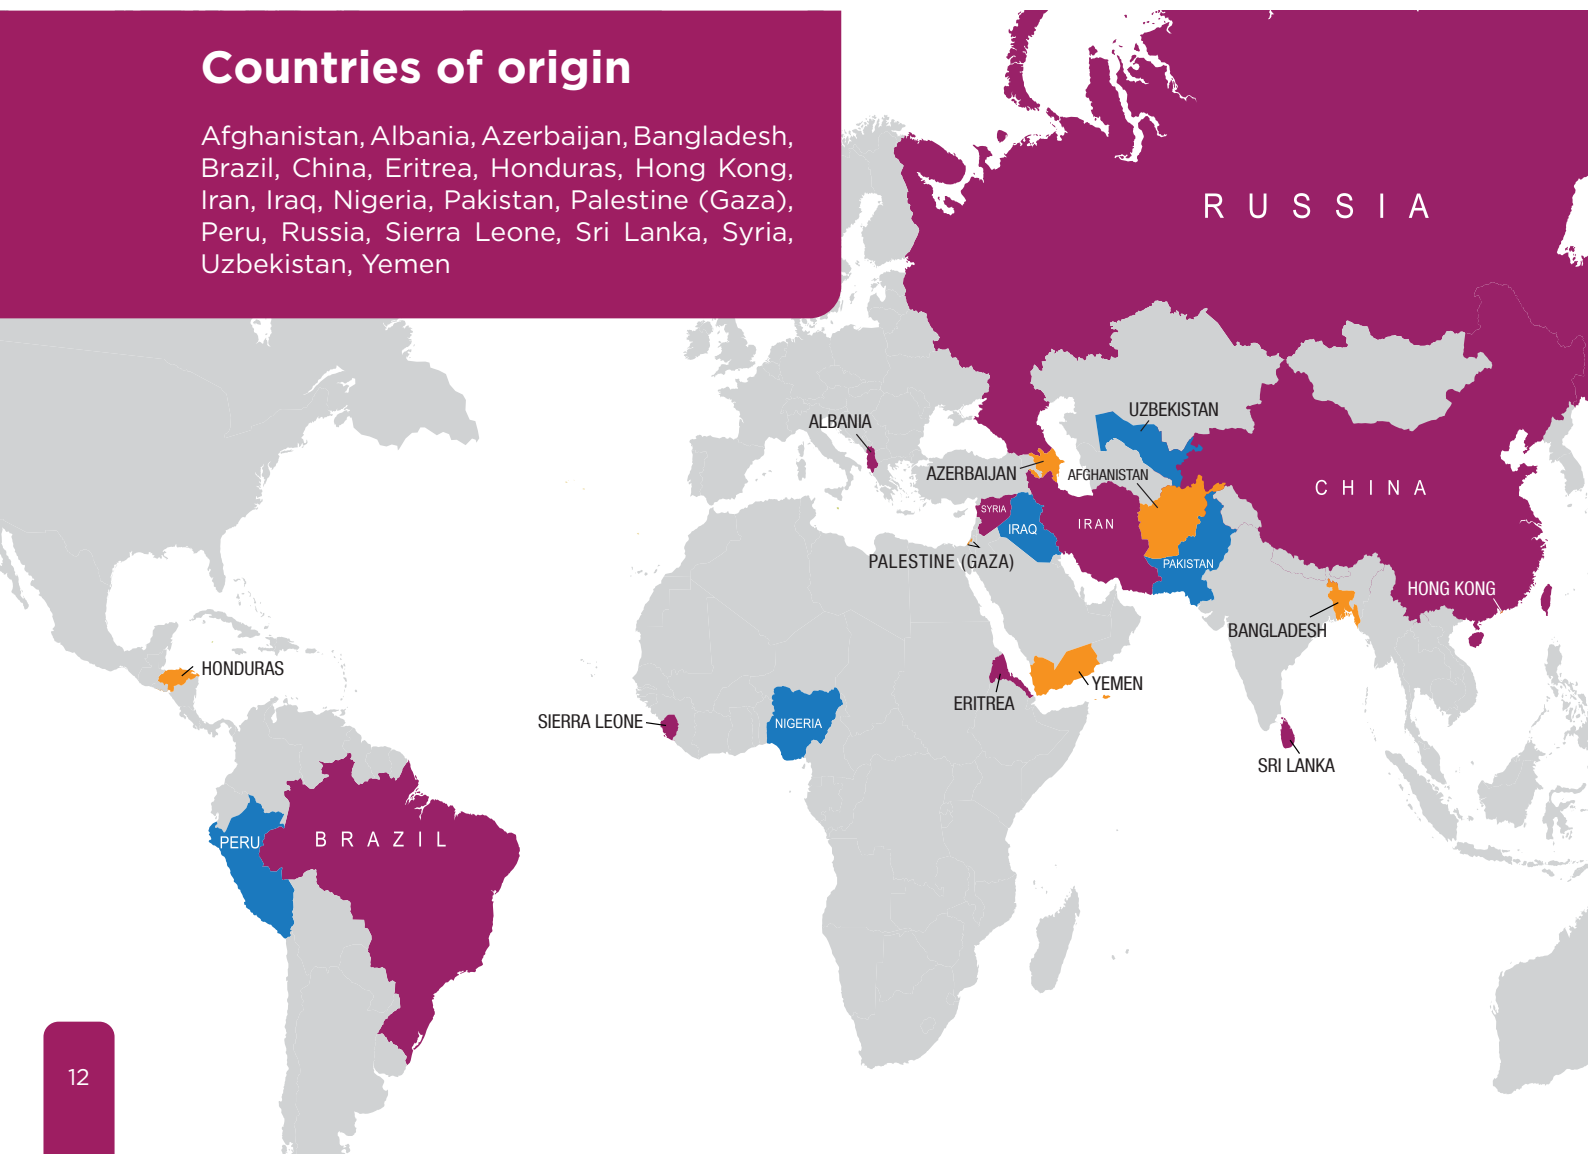 Countries of origin
Afghanistan, Albania, Azerbaijan, Bangladesh,
Brazil, China, Eritrea, Honduras, Hong Kong,
Iran, Iraq, Nigeria, Pakistan, Palestine (Gaza),
Peru, Russia, Sierra Leone, Sri Lanka, Syria,
Uzbekistan, Yemen
RUSSIA
ALBANIA
UZBEKISTAN
AZERBAIJAN
AFGHANISTAN
CHINA
SYRIA
IRAQ
IRAN
PALESTINE (GAZA)
PAKISTAN
HONG KONG
BANGLADESH
HONDURAS
YEMEN
ERITREA
SIERRA LEONE
NIGERIA
SRI LANKA
PERU
BRAZIL
12